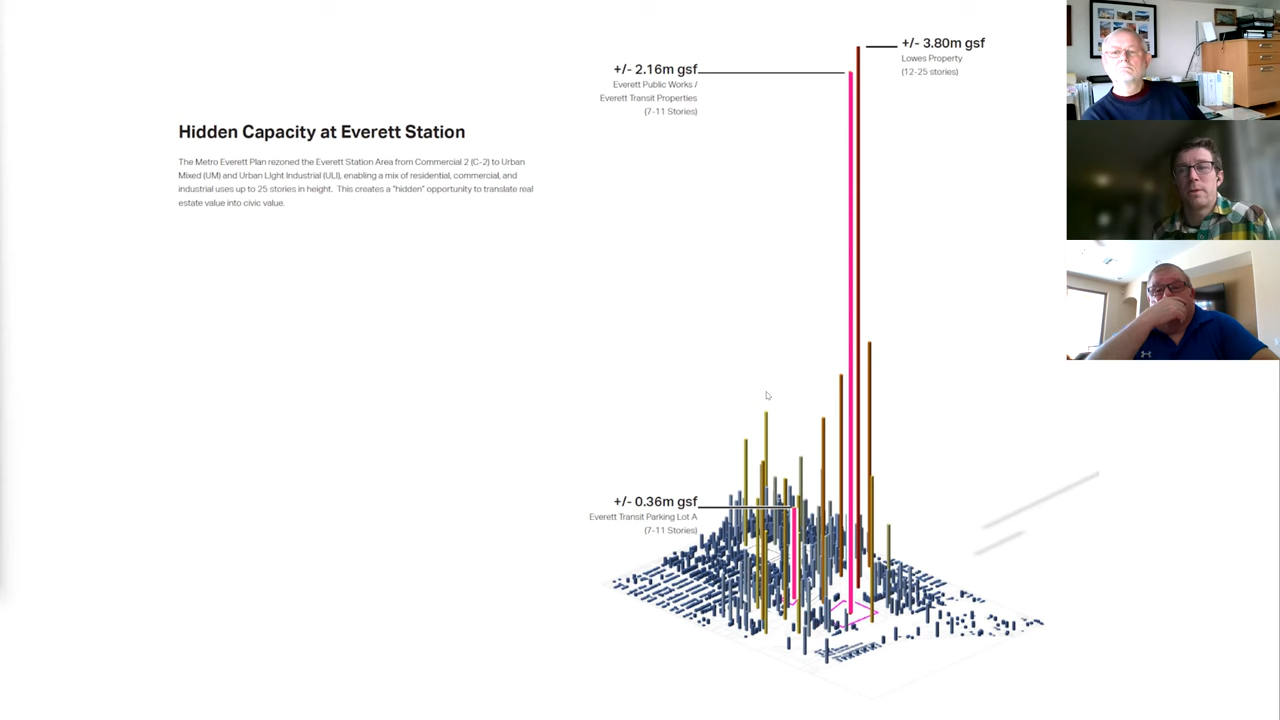 Hidden Capacity at Everett Station
The Metro Everett Plan rezoned the Everett Station Area from Commercial 2 (C-2) to Urban
Mixed (UM) and Urban LIght Industrial (ULI), enabling a mix of residential, commercial, and
industrial uses up to 25 stories in height. This creates a "hidden" opportunity to translate real
estate value into civic value.
+/- 3.80m gsf
Lowes Property
(12-25 stories)
+/- 2.16m gsf
Everett Public Works /
Everett Transit Properties
(7-11 Stories)
+/- 0.36m gsf
Everett Transit Parking Lot A
(7-11 Stories)